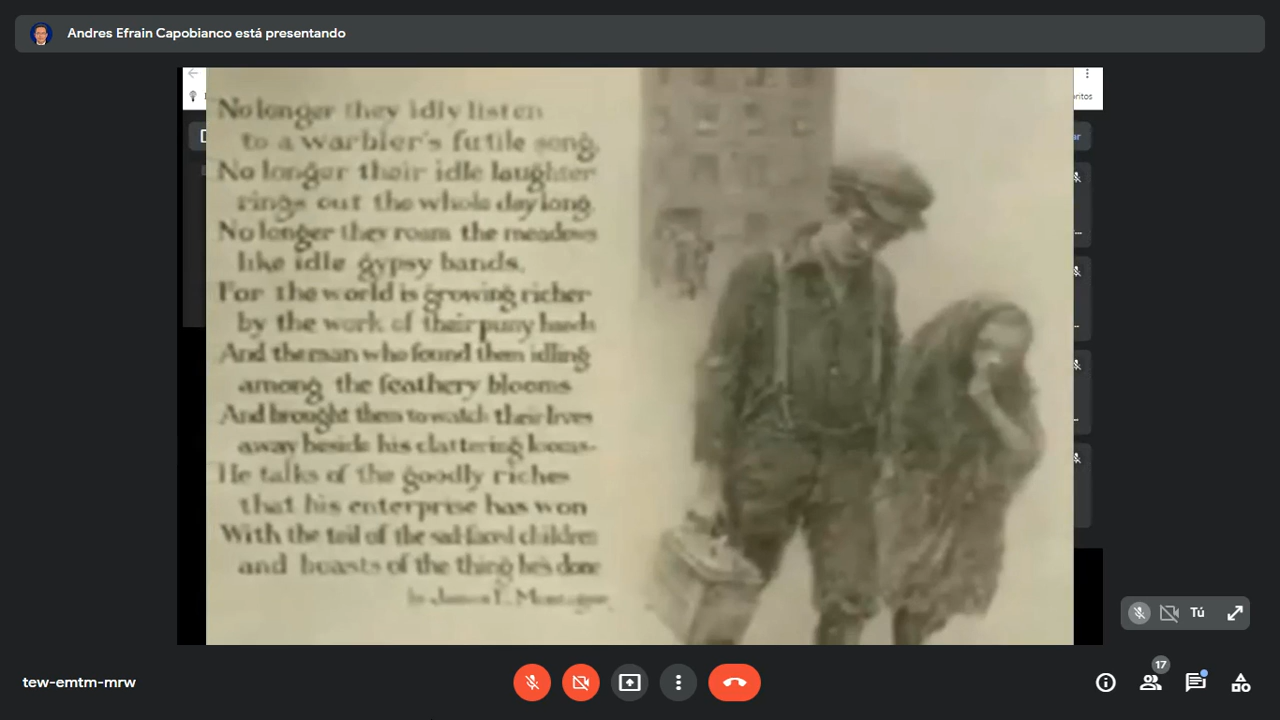 Andres Efrain Capobianco está presentando
No longer they idly listen
to a warbler's futile song,
No longer their idle laughter
rings out the whole day long.
No longer they roam the meadows
like idle gypsy bands,
For the world is growing richer
by the work of their puny hands
And the man who found them idling
among the feathery blooms
And brought them to watch their lives
away beside his clattering looms-
He talks of the goodly riches
that his enterprise has won
With the toil of the sad-faced children
and boasts of the thing he's done
by James
Tú
tew-emtm-mrw
17